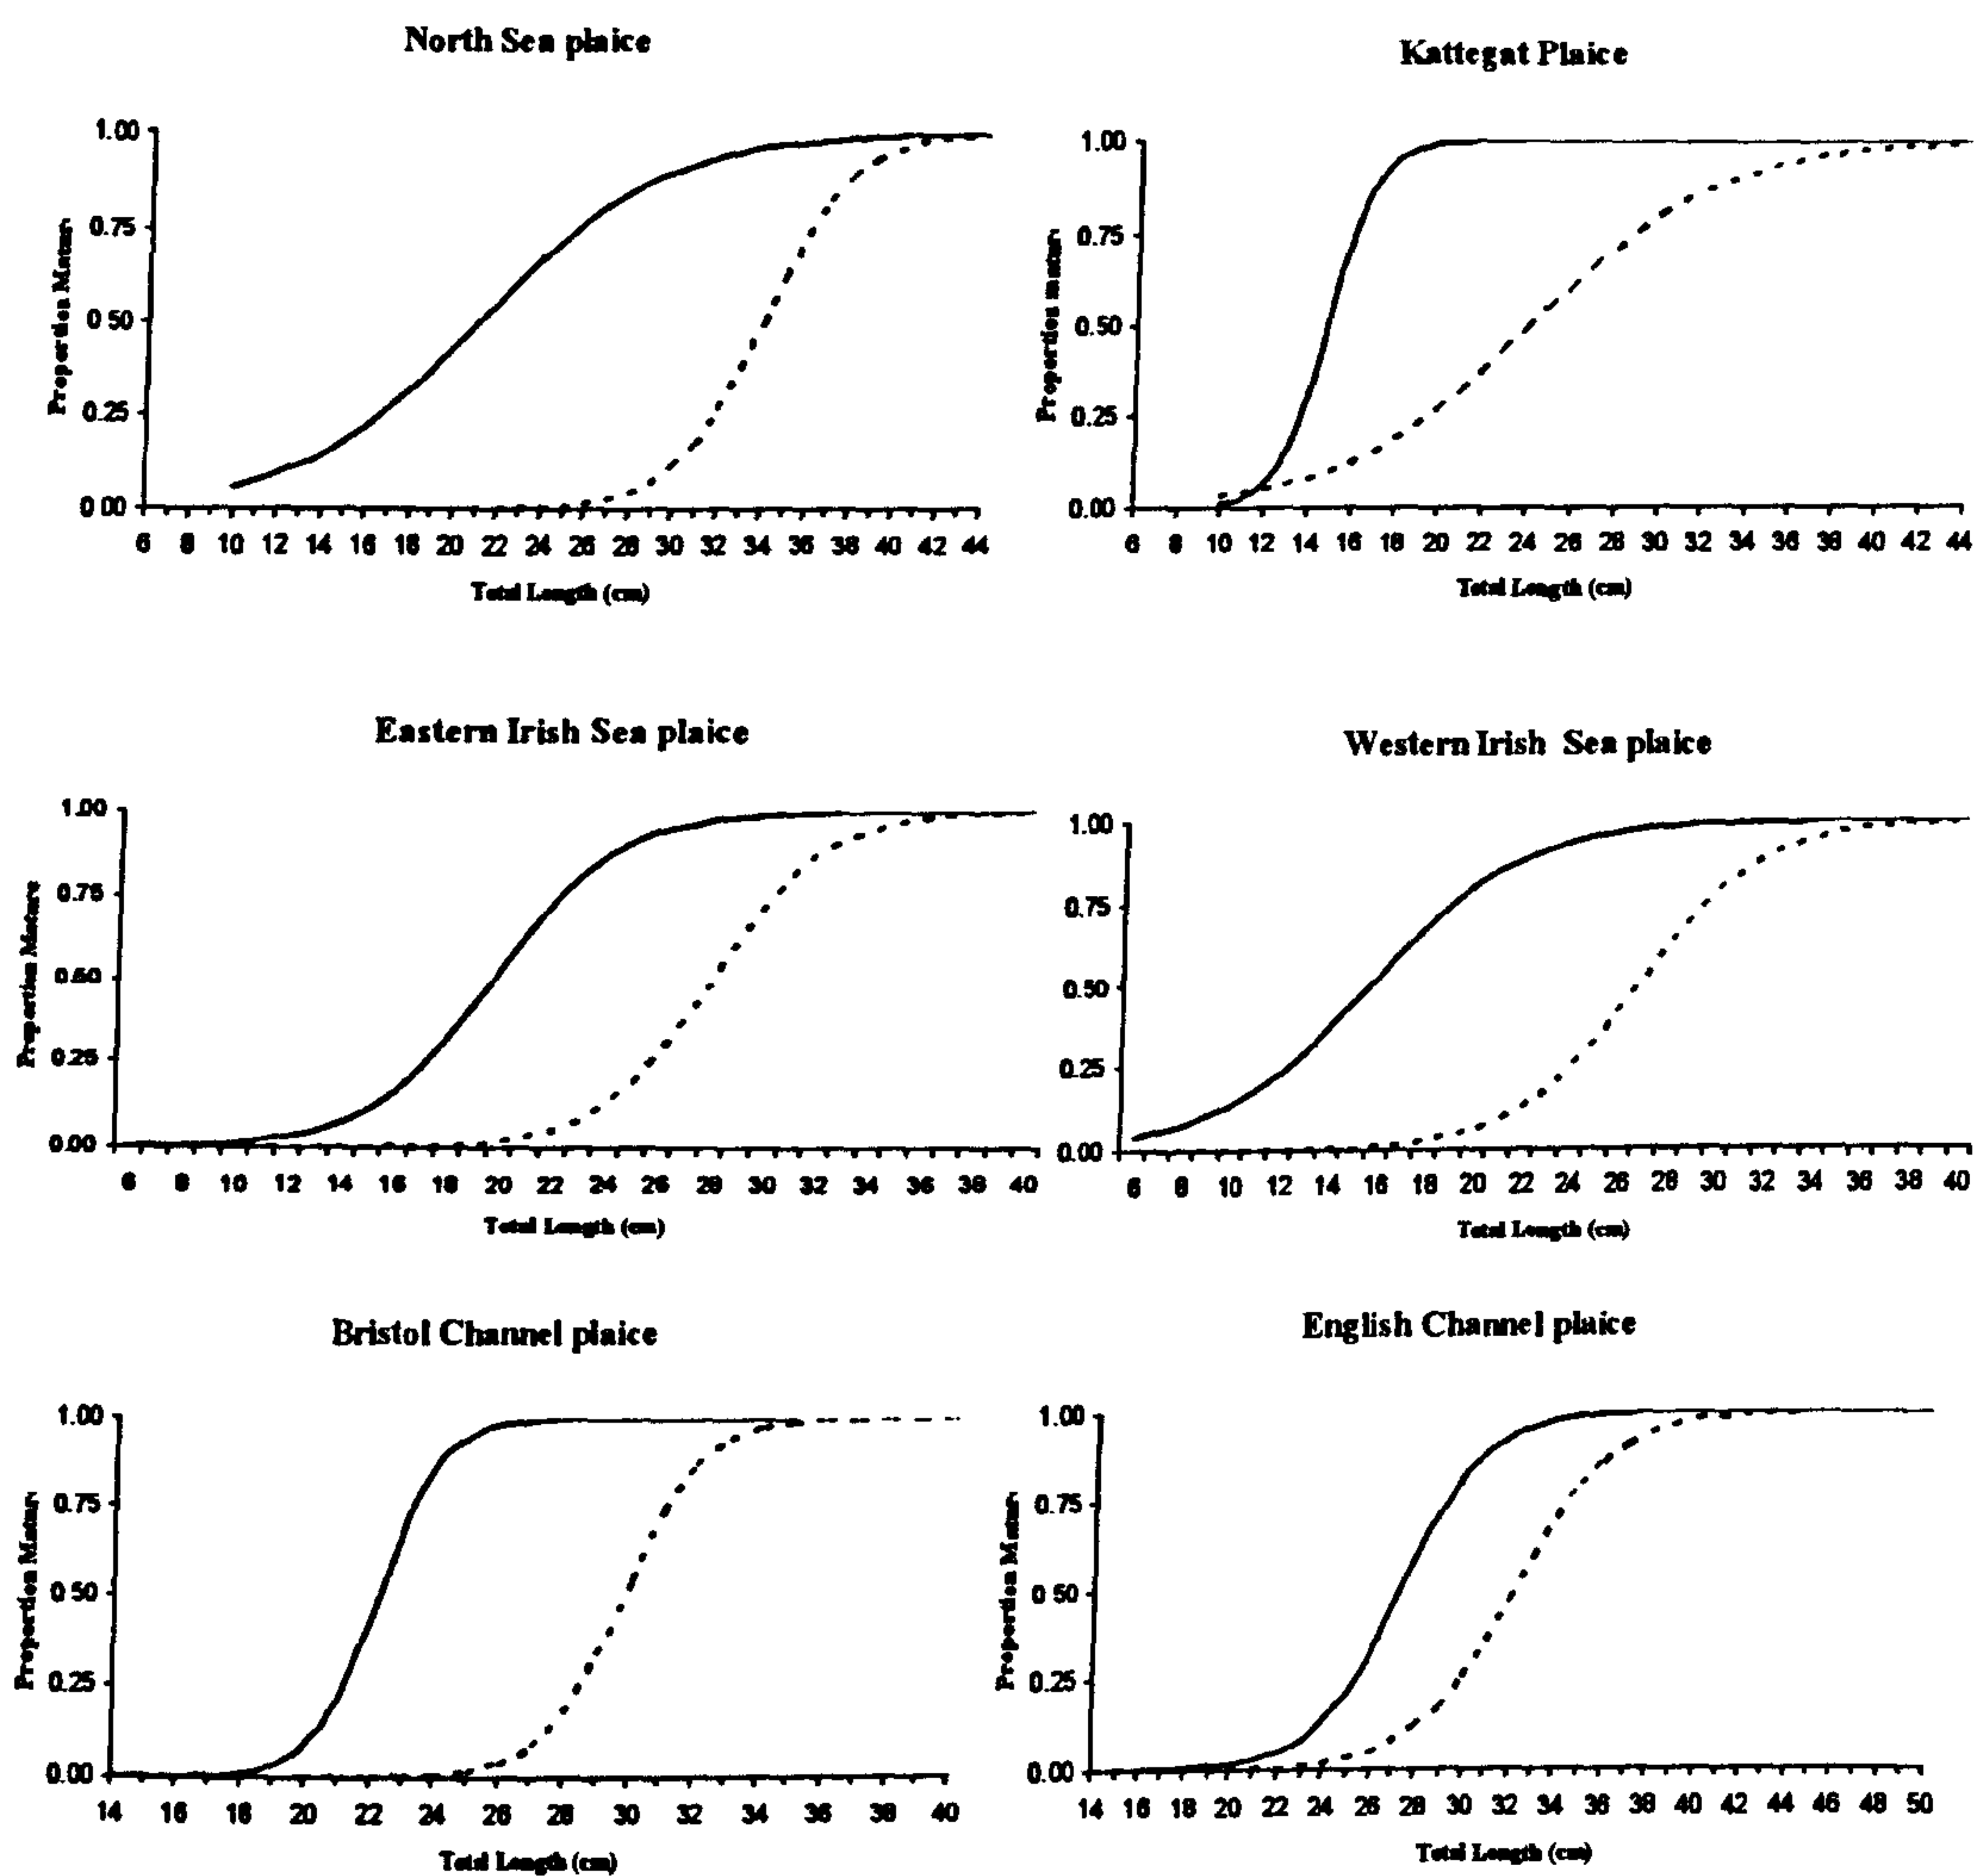 North Sea plaice
1.00
0.75
0.50
0.25
0.00
Proportion
6 8 10 12 14 16 18 20 22 24 26 28 30 32 34 36 38 40 42 44
Total Length (cm)
Kattegat Plaice
1.00
0.75
0.50
0.25
0.00
Proportion
6 8 10 12 14 16 18 20 22 24 26 28 30 32 34 36 38 40 42 44
Total Length (cm)
Eastern Irish Sea plaice
1.00
0.75
0.50
0.25
0.00
Proportion Mature
6 8 10 12 14 16 18 20 22 24 26 28 30 32 34 36 38 40
Total Length (cm)
Western Irish Sea plaice
1.00
0.75
0.50
0.25
0.00
6 8 10 12 14 16 18 20 22 24 26 28 30 32 34 36 38 40
Total Length (cm)
Bristol Channel plaice
1.00
0.75
0.50
0.25
0.00
Proportion
14 16 18 20 22 24 26 28 30 32 34 36 38 40
Total Length (cm)
English Channel plaice
1.00
0.75
0.50
0.25
0.00
Proportion
14 16 18 20 22 24 26 28 30 32 34 36 38 40 42 44 46 48 50
Total Length (cm)